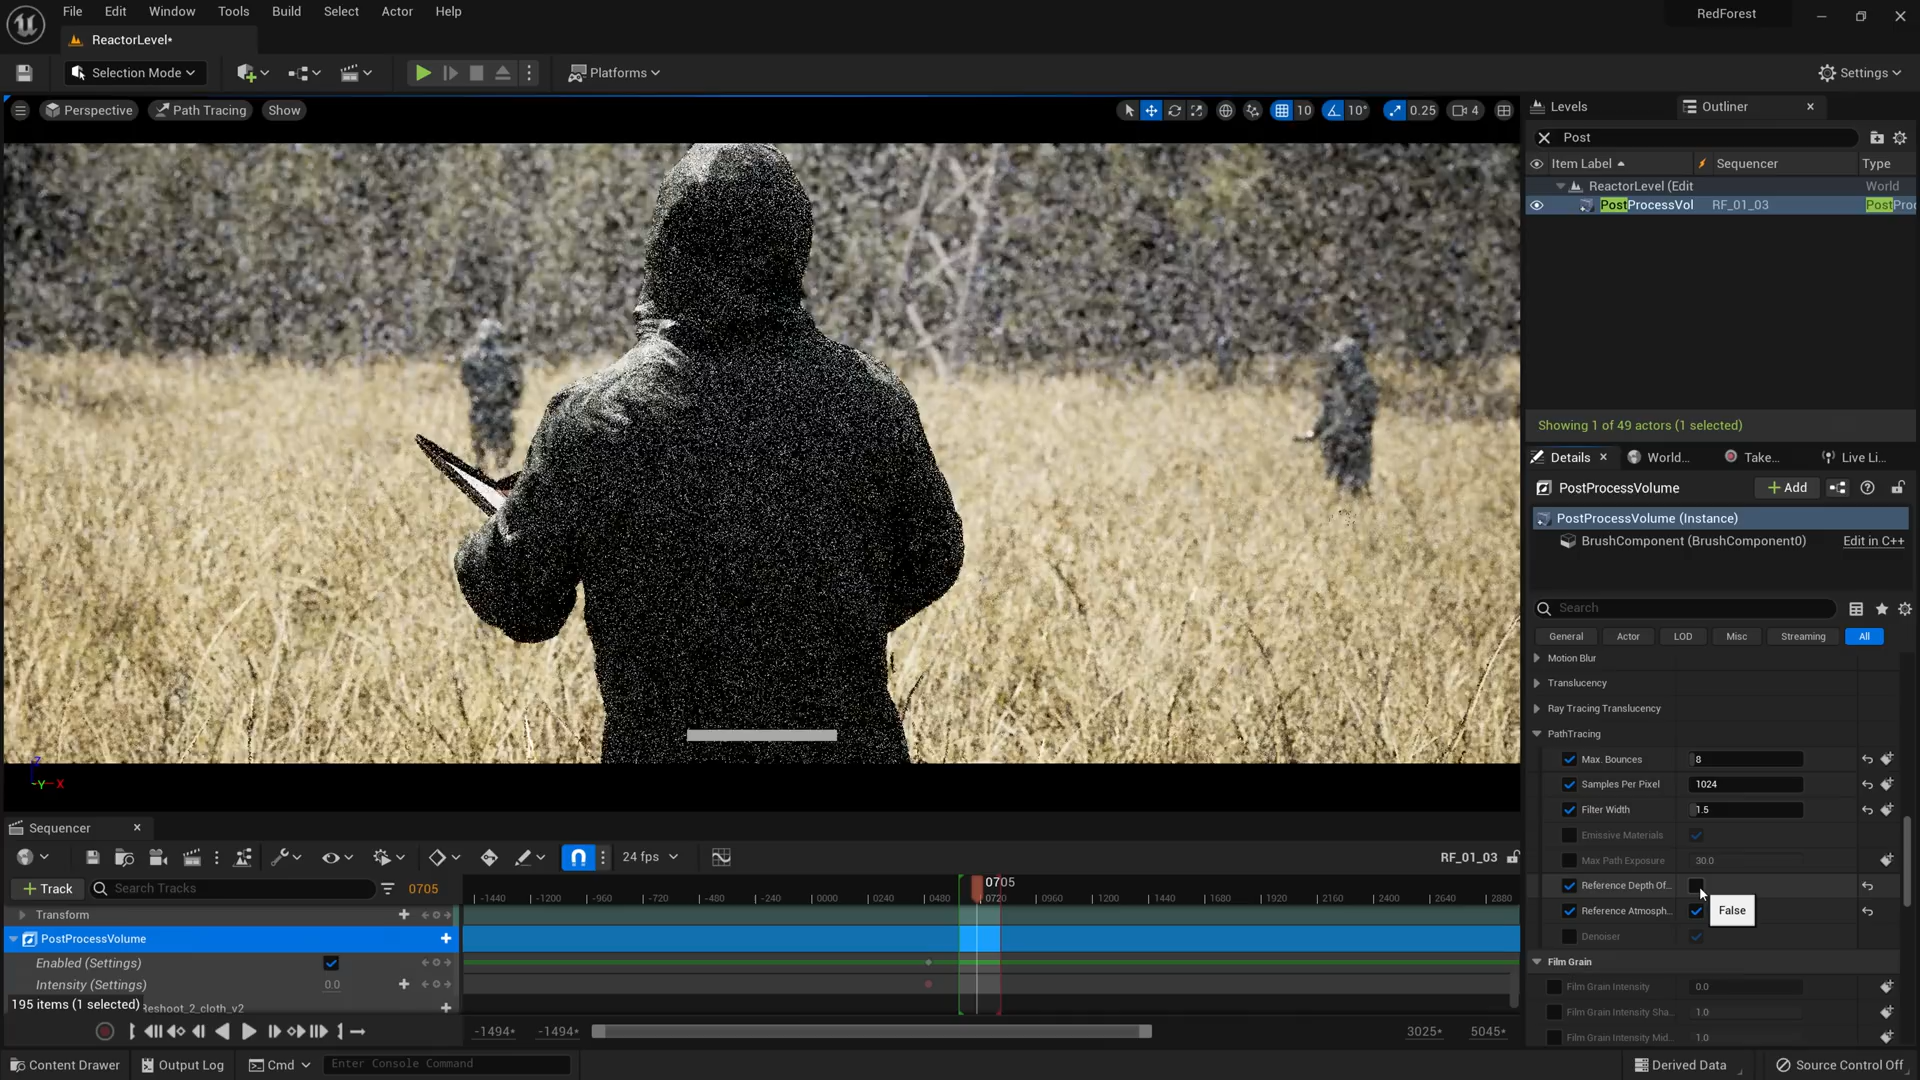 File Edit Window Tools Build Select Actor Help
RedForest
ReactorLevel*
Selection Mode
Platforms
Settings
Perspective Path Tracing Show
10 10° 0.25 4
Levels Outliner
Post
Item Label Sequencer Type
ReactorLevel (Edit World
PostProcessVol RF_01_03 PostProc
Showing 1 of 49 actors (1 selected)
Details World... Take... Live Li...
PostProcessVolume Add
PostProcessVolume (Instance)
BrushComponent (BrushComponent0) Edit in C++
Search
General Actor LOD Misc Streaming All
Motion Blur
Translucency
Ray Tracing Translucency
PathTracing
Max. Bounces 8
Samples Per Pixel 1024
Filter Width 1.5
Emissive Materials
Max Path Exposure 30.0
Reference Depth Of...
Reference Atmosph...
False
Denoiser
Film Grain
Film Grain Intensity 0.0
Film Grain Intensity Sha... 1.0
Film Grain Intensity Mid... 1.0
Z
Y X
Sequencer
24 fps
RF_01_03
+ Track Search Tracks 0705
0705
-1440 -1200 -960 -720 -480 -240 0000 0240 0480 0720 0960 1200 1440 1680 1920 2160 2400 2640 2880
Transform
PostProcessVolume
Enabled (Settings)
Intensity (Settings) 0.0
195 items (1 selected)
eshoot_2_cloth_v2
-1494* -1494* 3025* 5045*
Content Drawer Output Log Cmd Enter Console Command
Derived Data Source Control Off